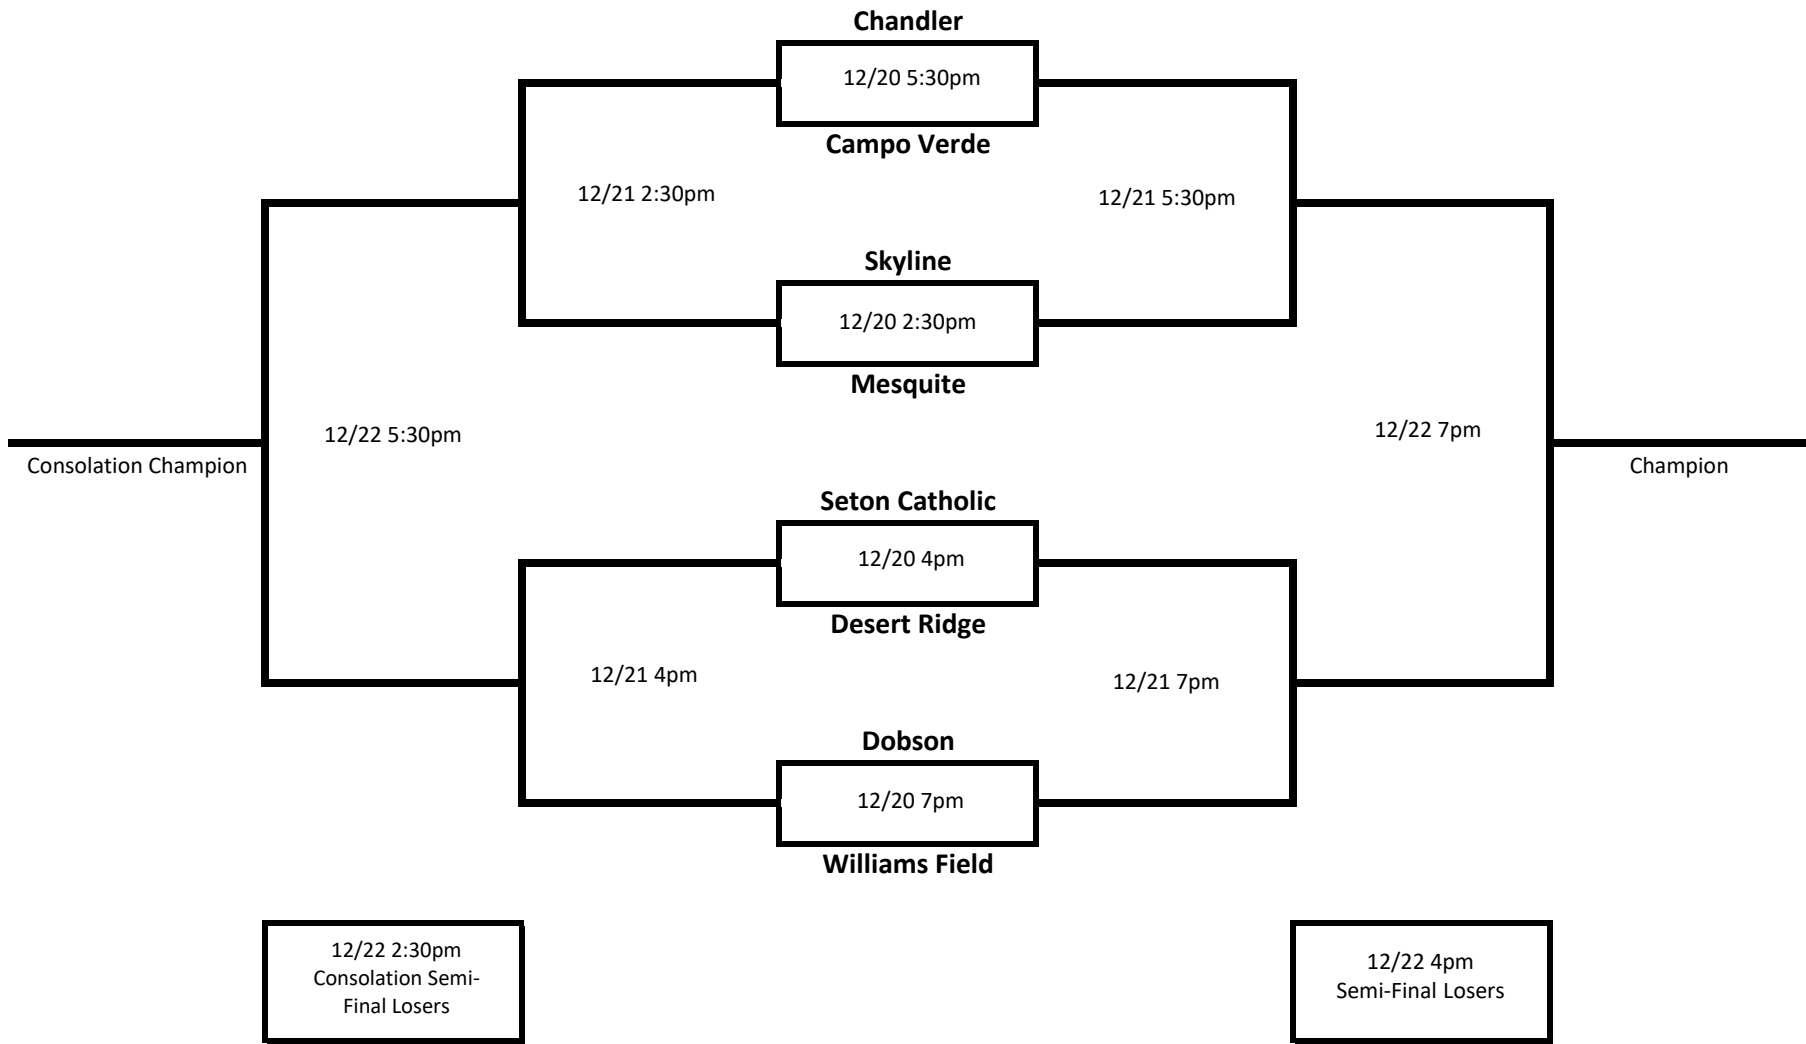 Chandler
12/20 5:30pm
Campo Verde
12/21 2:30pm
12/21 5:30pm
Skyline
12/20 2:30pm
Mesquite
12/22 5:30pm
12/22 7pm
Consolation Champion
Champion
Seton Catholic
12/20 4pm
Desert Ridge
12/21 4pm
12/21 7pm
Dobson
12/20 7pm
Williams Field
12/22 2:30pm
Consolation Semi-
Final Losers
12/22 4pm
Semi-Final Losers